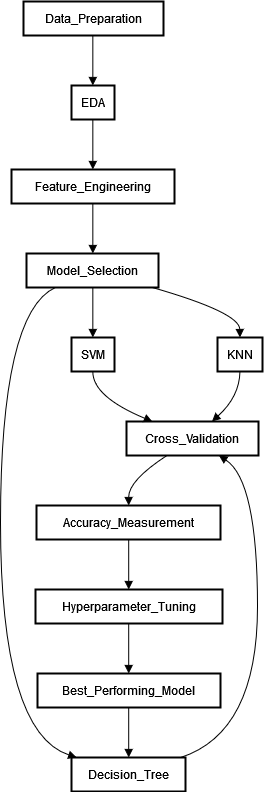 Data_Preparation
EDA
Feature_Engineering
Model_Selection
SVM
KNN
Cross_Validation
Accuracy_Measurement
Hyperparameter_Tuning
Best_Performing_Model
Decision_Tree